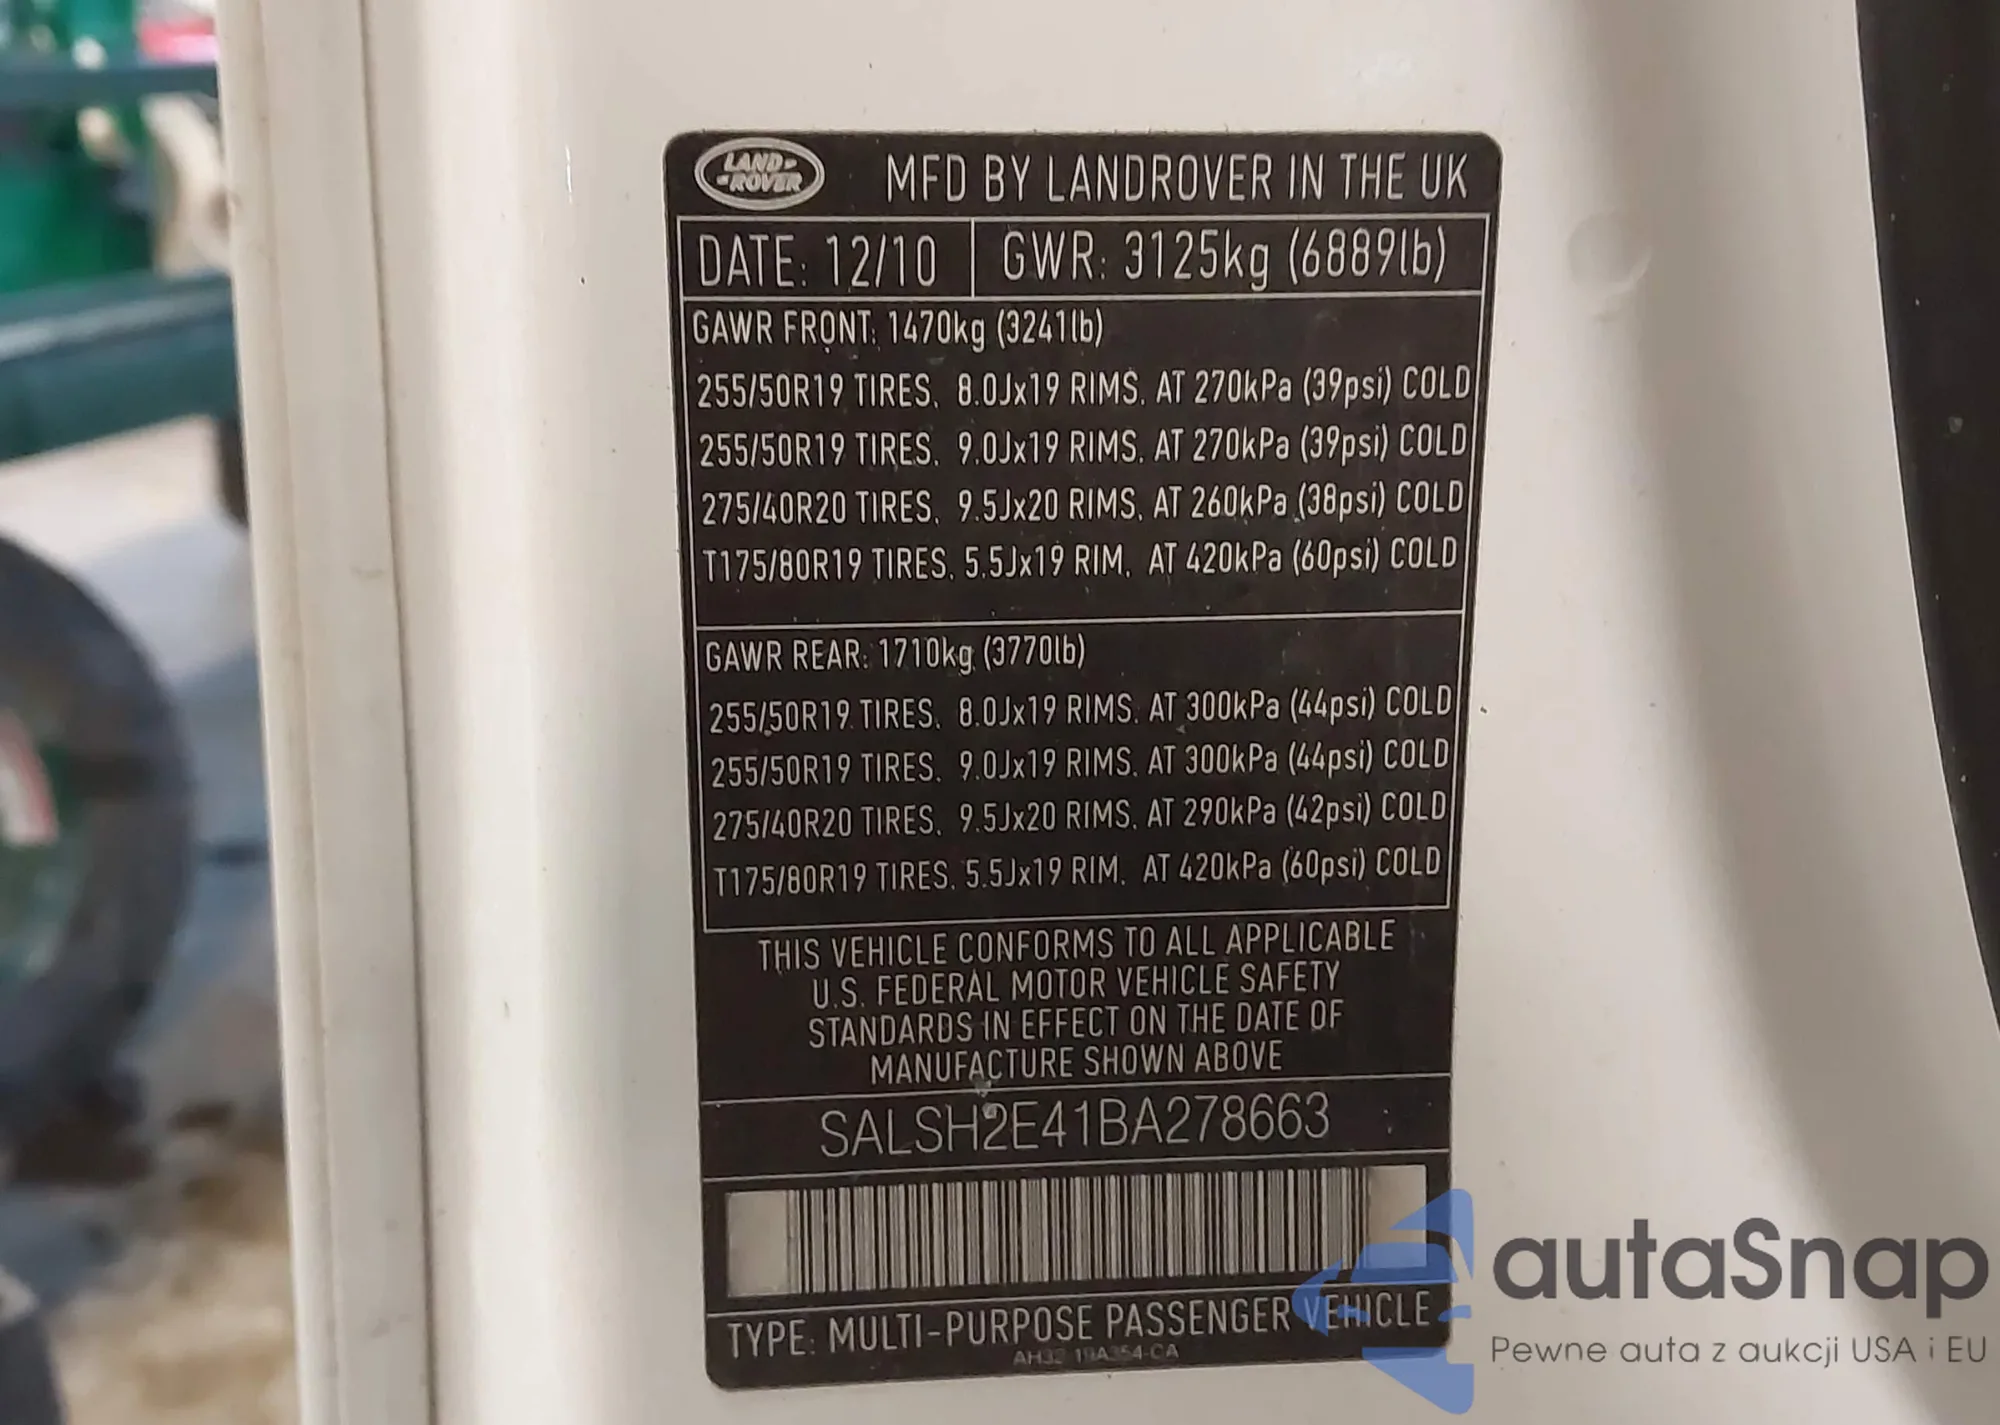 LAND-
-ROVER
MFD BY LANDROVER IN THE UK
DATE: 12/10
GWR: 3125kg (6889lb)
GAWR FRONT: 1470kg (3241lb)
255/50R19 TIRES, 8.0Jx19 RIMS, AT 270kPa (39psi) COLD
255/50R19 TIRES, 9.0Jx19 RIMS, AT 270kPa (39psi) COLD
275/40R20 TIRES, 9.5Jx20 RIMS, AT 260kPa (38psi) COLD
T175/80R19 TIRES, 5.5Jx19 RIM, AT 420kPa (60psi) COLD
GAWR REAR: 1710kg (3770lb)
255/50R19 TIRES, 8.0Jx19 RIMS, AT 300kPa (44psi) COLD
255/50R19 TIRES, 9.0Jx19 RIMS, AT 300kPa (44psi) COLD
275/40R20 TIRES, 9.5Jx20 RIMS, AT 290kPa (42psi) COLD
T175/80R19 TIRES, 5.5Jx19 RIM, AT 420kPa (60psi) COLD
THIS VEHICLE CONFORMS TO ALL APPLICABLE
U.S. FEDERAL MOTOR VEHICLE SAFETY
STANDARDS IN EFFECT ON THE DATE OF
MANUFACTURE SHOWN ABOVE
SALSH2E41BA278663
TYPE: MULTI-PURPOSE PASSENGER VEHICLE
AH32 19A354-CA
autaSnap
Pewne auta z aukcji USA i EU